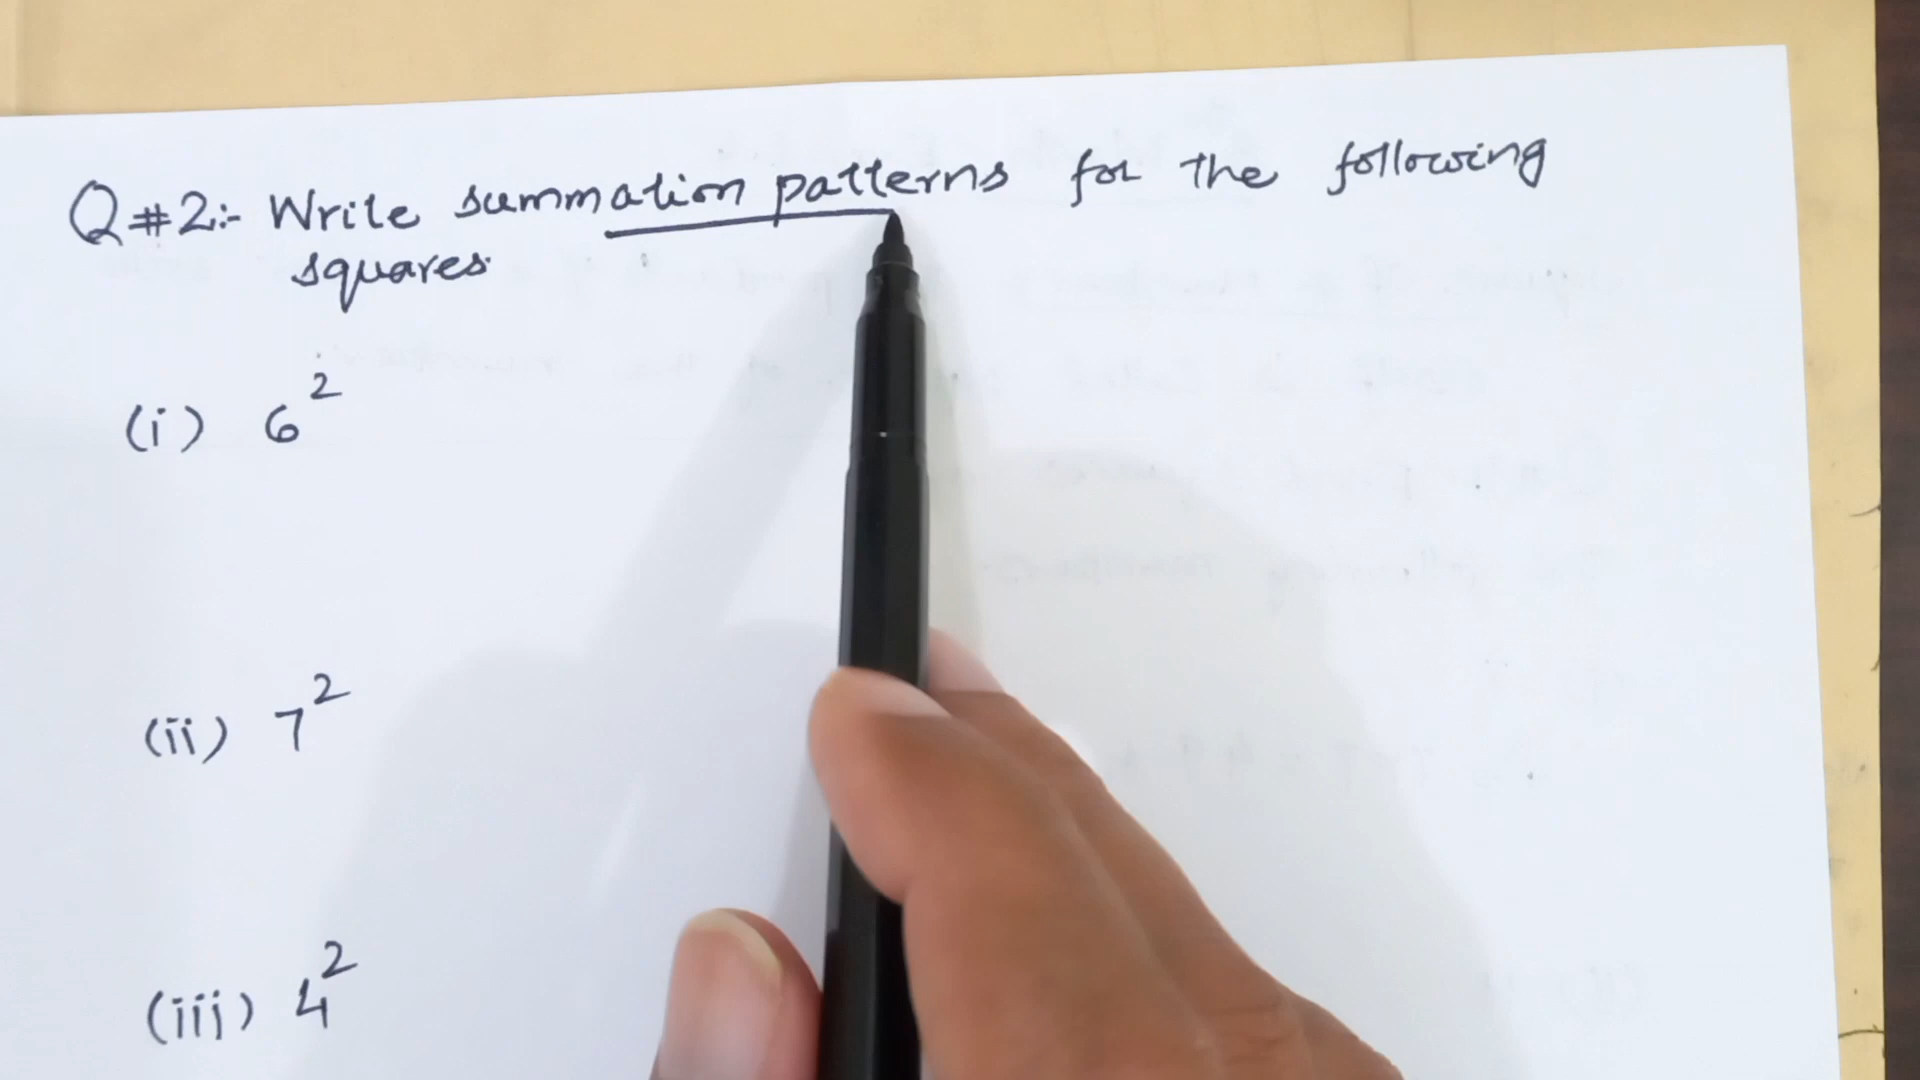 Q#2:- Write summation patterns for the following
squares
(i) 6²
(ii) 7²
(iii) 4²